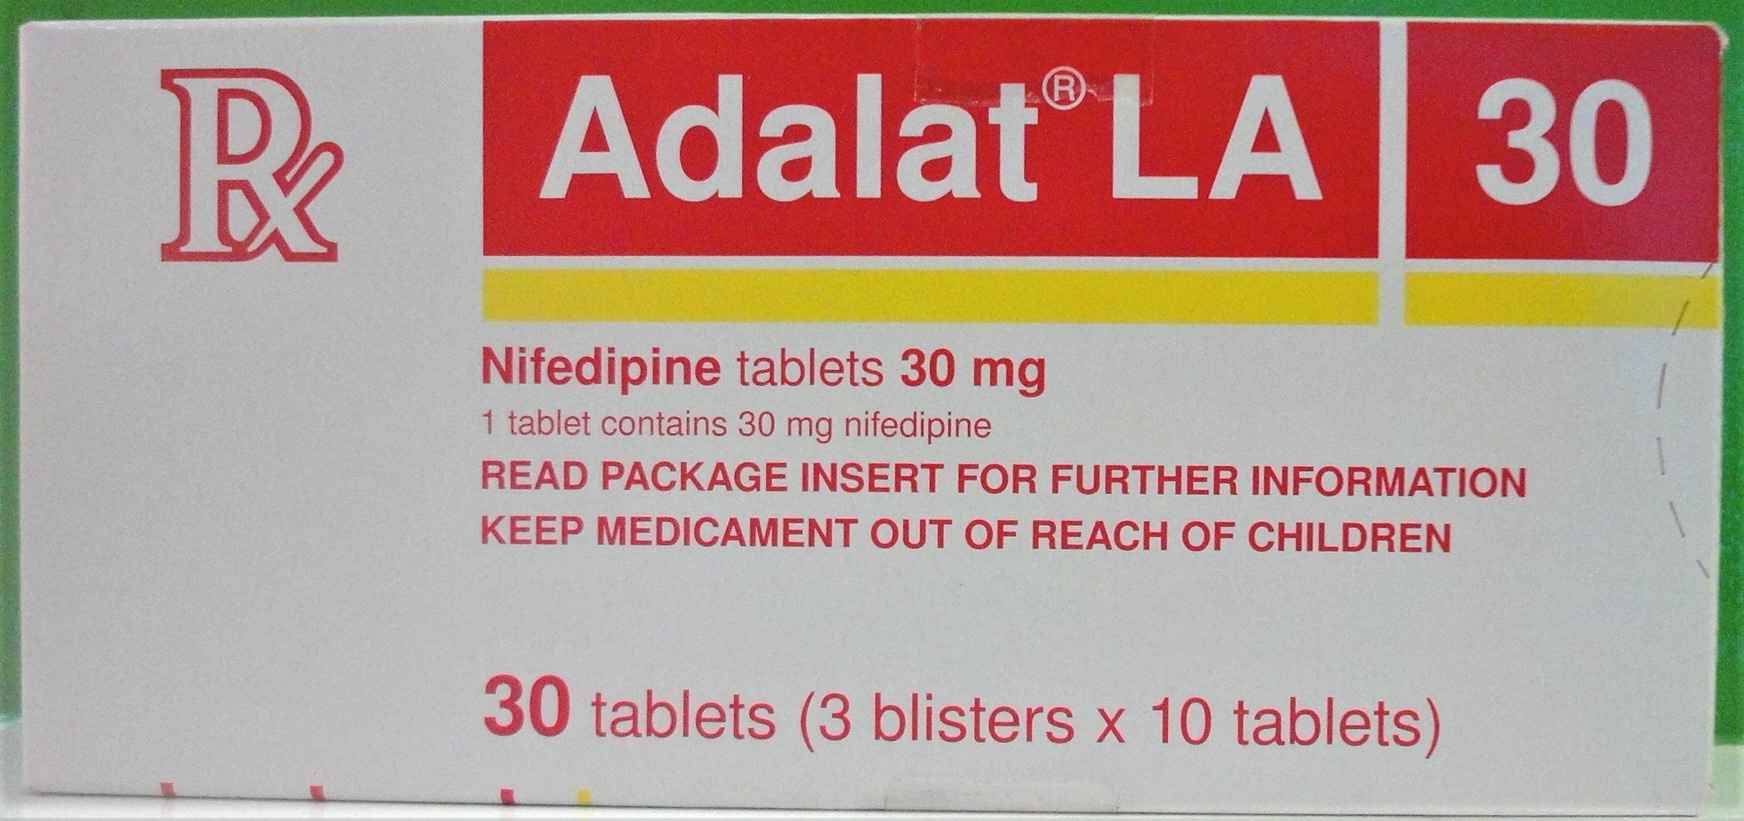 ℞
Adalat® LA 30
Nifedipine tablets 30 mg
1 tablet contains 30 mg nifedipine
READ PACKAGE INSERT FOR FURTHER INFORMATION
KEEP MEDICAMENT OUT OF REACH OF CHILDREN
30 tablets (3 blisters x 10 tablets)